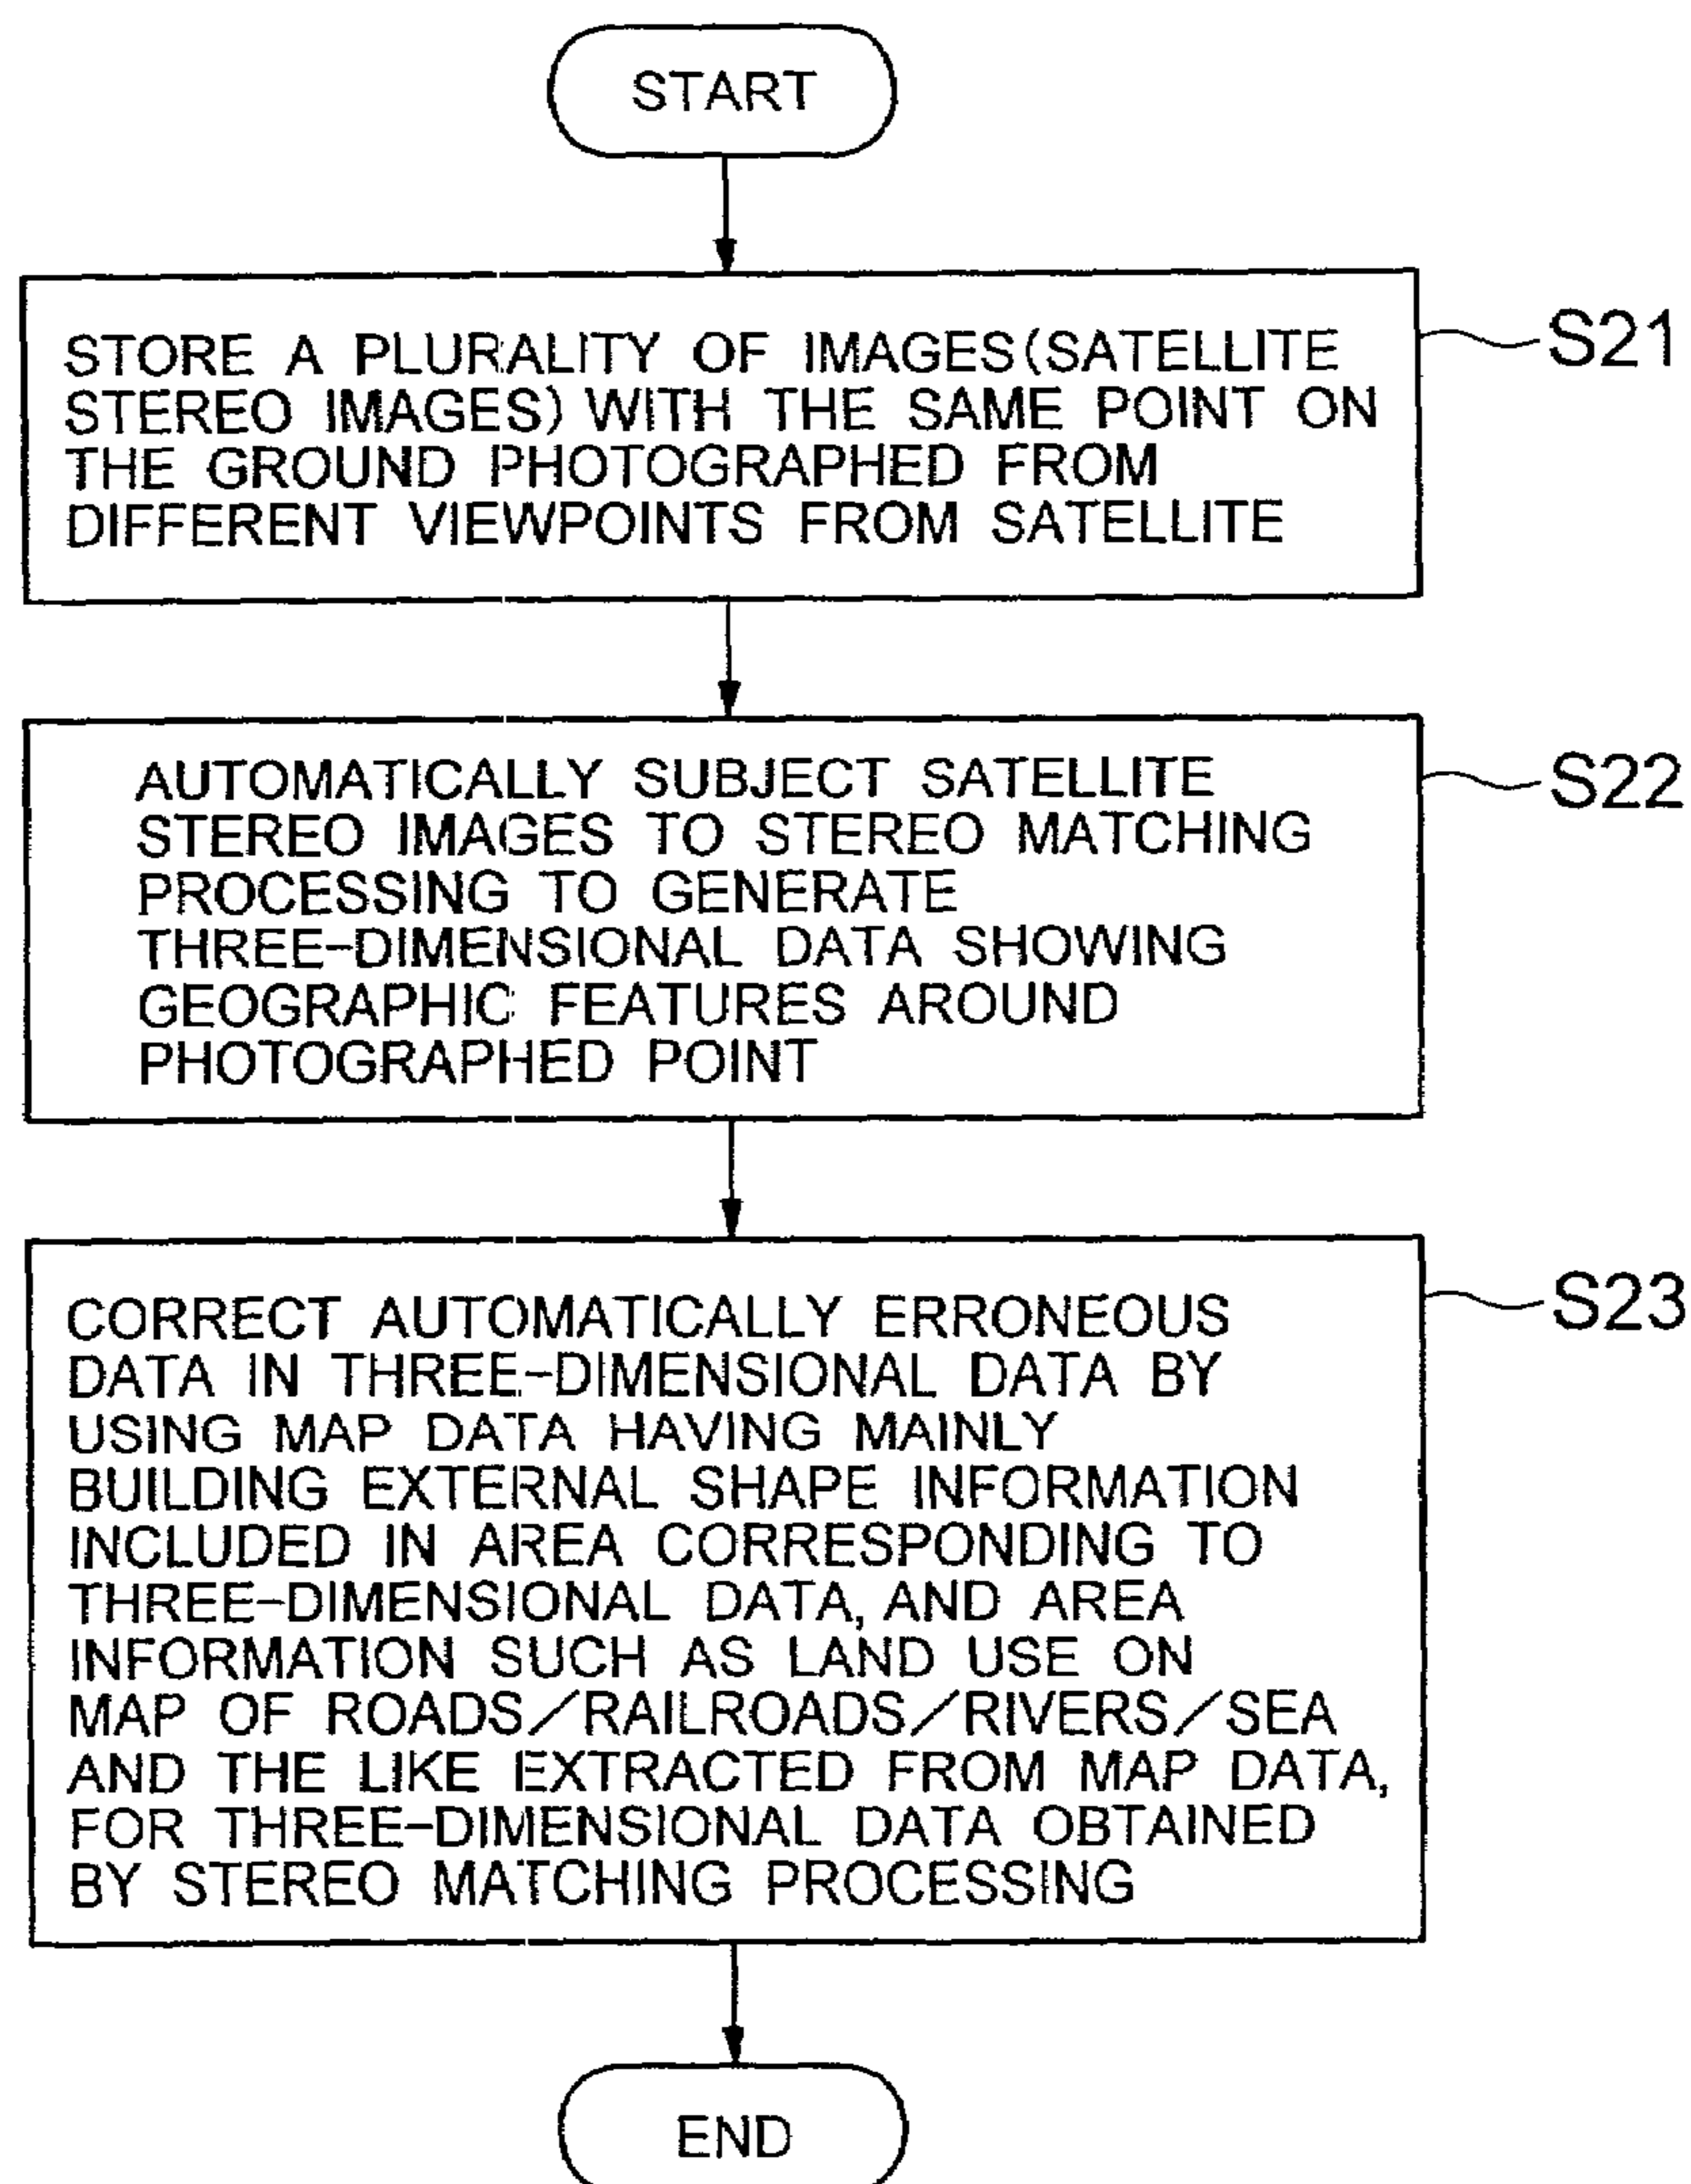 START
STORE A PLURALITY OF IMAGES(SATELLITE
STEREO IMAGES) WITH THE SAME POINT ON
THE GROUND PHOTOGRAPHED FROM
DIFFERENT VIEWPOINTS FROM SATELLITE
S21
AUTOMATICALLY SUBJECT SATELLITE
STEREO IMAGES TO STEREO MATCHING
PROCESSING TO GENERATE
THREE-DIMENSIONAL DATA SHOWING
GEOGRAPHIC FEATURES AROUND
PHOTOGRAPHED POINT
S22
CORRECT AUTOMATICALLY ERRONEOUS
DATA IN THREE-DIMENSIONAL DATA BY
USING MAP DATA HAVING MAINLY
BUILDING EXTERNAL SHAPE INFORMATION
INCLUDED IN AREA CORRESPONDING TO
THREE-DIMENSIONAL DATA, AND AREA
INFORMATION SUCH AS LAND USE ON
MAP OF ROADS/RAILROADS/RIVERS/SEA
AND THE LIKE EXTRACTED FROM MAP DATA,
FOR THREE-DIMENSIONAL DATA OBTAINED
BY STEREO MATCHING PROCESSING
S23
END